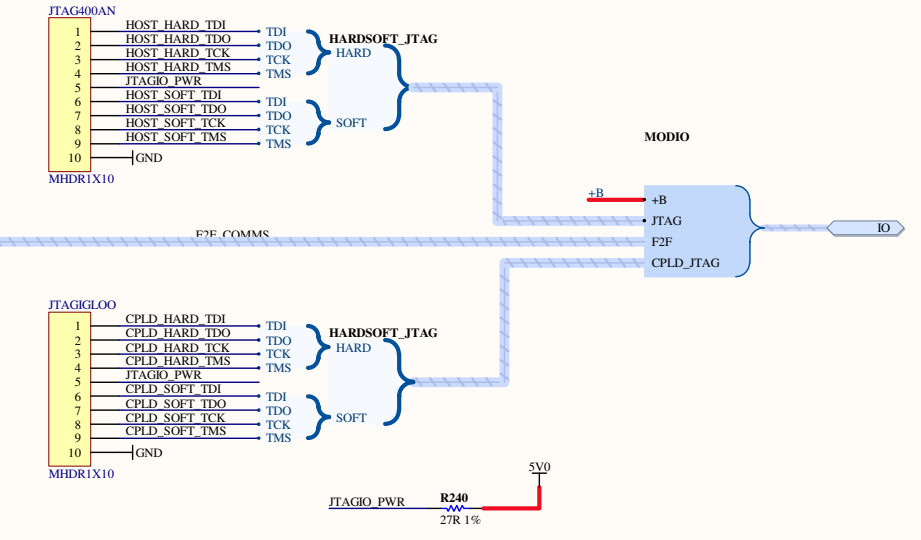 JTAG400AN
1 HOST_HARD_TDI TDI
2 HOST_HARD_TDO TDO
3 HOST_HARD_TCK TCK
4 HOST_HARD_TMS TMS
5 JTAGIO_PWR
6 HOST_SOFT_TDI TDI
7 HOST_SOFT_TDO TDO
8 HOST_SOFT_TCK TCK
9 HOST_SOFT_TMS TMS
10 GND
MHDR1X10
HARDSOFT_JTAG
HARD
SOFT
MODIO
+B +B
JTAG
F2F
CPLD_JTAG
IO
F2F_COMMS
JTAGIGLOO
1 CPLD_HARD_TDI TDI
2 CPLD_HARD_TDO TDO
3 CPLD_HARD_TCK TCK
4 CPLD_HARD_TMS TMS
5 JTAGIO_PWR
6 CPLD_SOFT_TDI TDI
7 CPLD_SOFT_TDO TDO
8 CPLD_SOFT_TCK TCK
9 CPLD_SOFT_TMS TMS
10 GND
MHDR1X10
HARDSOFT_JTAG
HARD
SOFT
5V0
JTAGIO_PWR R240
27R 1%